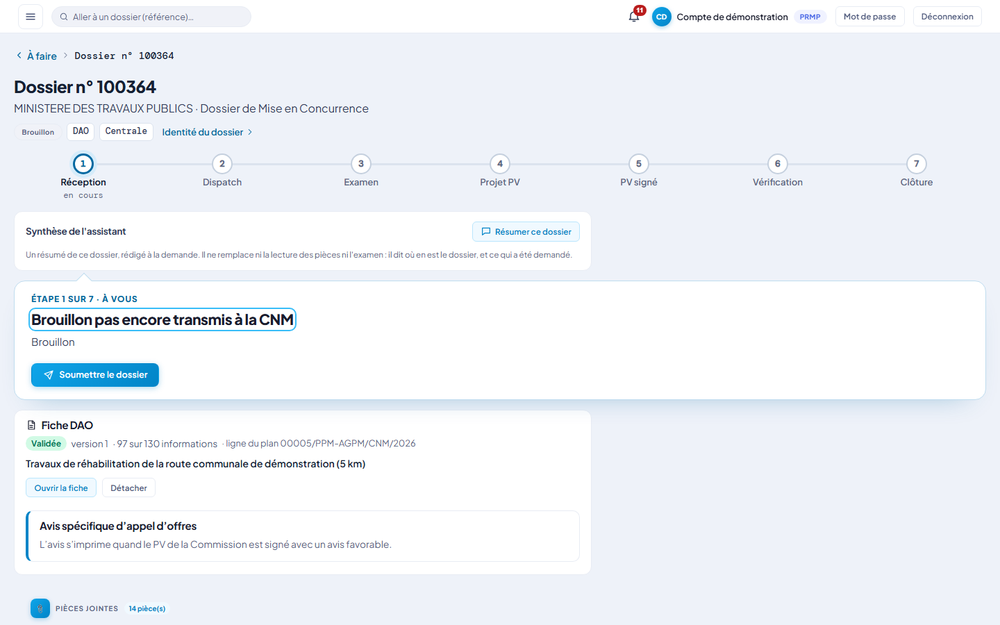 Aller à un dossier (référence)...
11
CD
Compte de démonstration
PRMP
Mot de passe
Déconnexion
À faire
Dossier n° 100364
Dossier n° 100364
MINISTERE DES TRAVAUX PUBLICS · Dossier de Mise en Concurrence
Brouillon
DAO
Centrale
Identité du dossier
1
2
3
4
5
6
7
Réception
Dispatch
Examen
Projet PV
PV signé
Vérification
Clôture
en cours
Synthèse de l'assistant
Résumer ce dossier
Un résumé de ce dossier, rédigé à la demande. Il ne remplace ni la lecture des pièces ni l'examen : il dit où en est le dossier, et ce qui a été demandé.
ÉTAPE 1 SUR 7 · À VOUS
Brouillon pas encore transmis à la CNM
Brouillon
Soumettre le dossier
Fiche DAO
Validée version 1 · 97 sur 130 informations · ligne du plan 00005/PPM-AGPM/CNM/2026
Travaux de réhabilitation de la route communale de démonstration (5 km)
Ouvrir la fiche
Détacher
Avis spécifique d’appel d’offres
L’avis s’imprime quand le PV de la Commission est signé avec un avis favorable.
PIÈCES JOINTES
14 pièce(s)